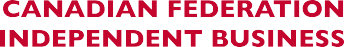 CANADIAN FEDERATION
INDEPENDENT BUSINESS